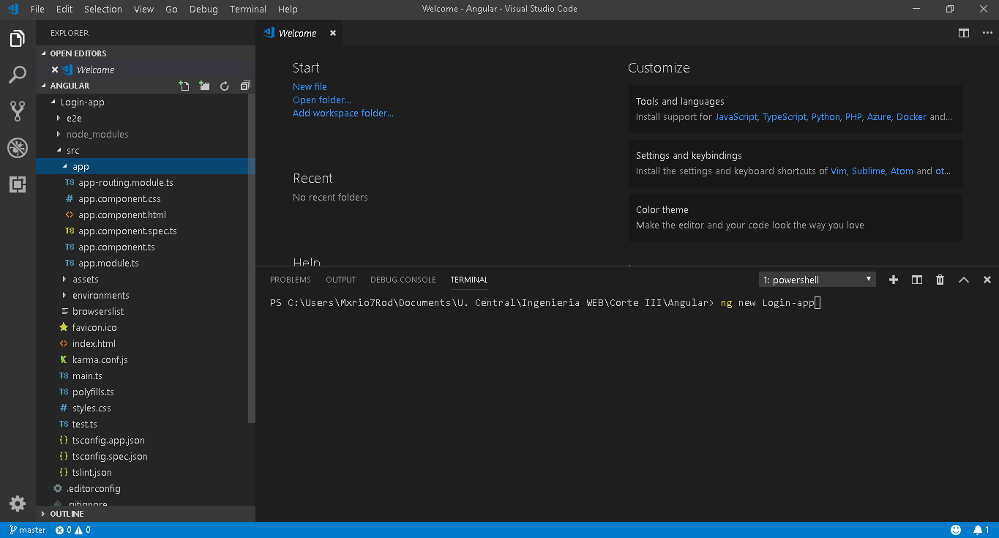 File Edit Selection View Go Debug Terminal Help
Welcome - Angular - Visual Studio Code
EXPLORER
OPEN EDITORS
Welcome
ANGULAR
Login-app
e2e
node_modules
src
app
TS app-routing.module.ts
# app.component.css
<> app.component.html
TS app.component.spec.ts
TS app.component.ts
TS app.module.ts
assets
environments
browserslist
favicon.ico
<> index.html
karma.conf.js
TS main.ts
TS polyfills.ts
# styles.css
TS test.ts
{} tsconfig.app.json
{} tsconfig.spec.json
{} tslint.json
.editorconfig
.gitignore
OUTLINE
Welcome
Start
New file
Open folder...
Add workspace folder...
Recent
No recent folders
Help
Customize
Tools and languages
Install support for JavaScript, TypeScript, Python, PHP, Azure, Docker and...
Settings and keybindings
Install the settings and keyboard shortcuts of Vim, Sublime, Atom and ot...
Color theme
Make the editor and your code look the way you love
PROBLEMS OUTPUT DEBUG CONSOLE TERMINAL
1: powershell
PS C:\Users\Mxrio7Rod\Documents\U. Central\Ingenieria WEB\Corte III\Angular> ng new Login-app
master 0 0
1